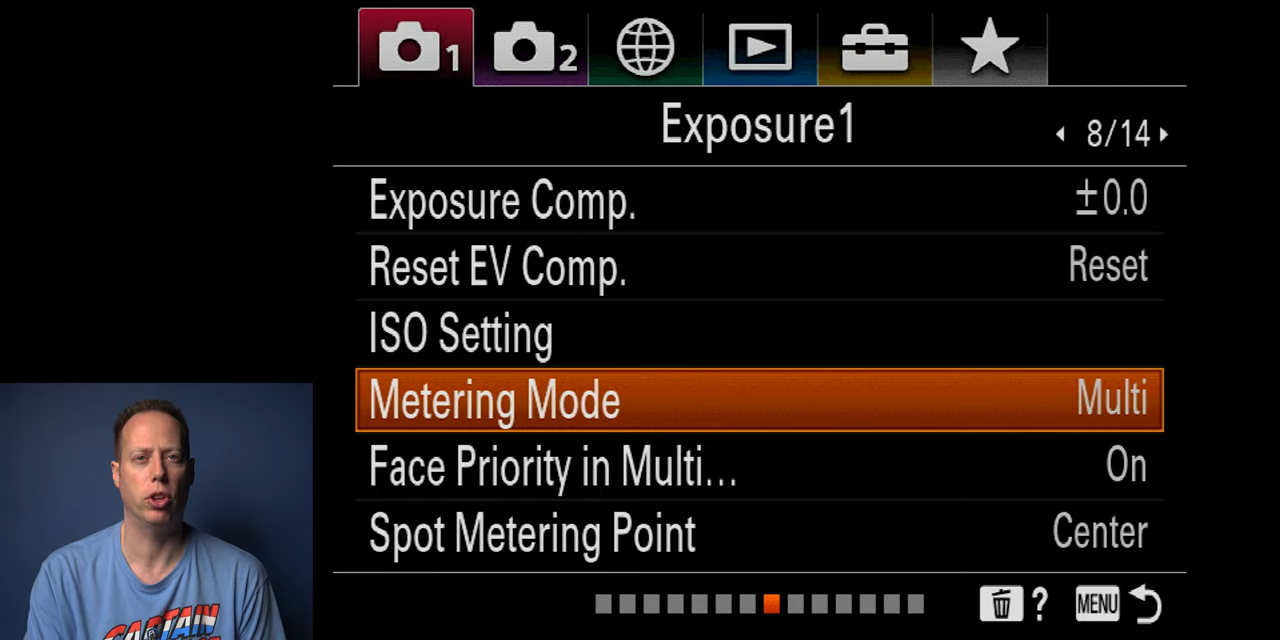 1 2
Exposure1
8/14
Exposure Comp. ±0.0
Reset EV Comp. Reset
ISO Setting
Metering Mode Multi
Face Priority in Multi... On
Spot Metering Point Center
? MENU
CAPTAIN